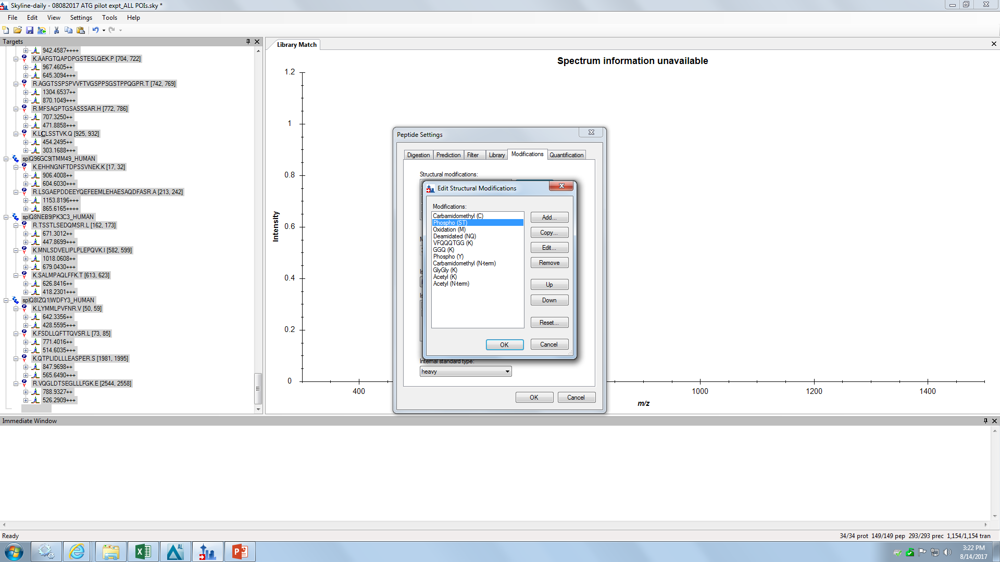 Skyline-daily - 08082017 ATG pilot expt_ALL POIs.sky *
File Edit View Settings Tools Help
Targets
942.4587++++
K.AAFGTQAPDPGSTESLQEK.P [704, 722]
967.4605++
645.3094+++
R.AGGTSSPSPVVFTVGSPPSGSTPPQGPR.T [742, 769]
1304.6537++
870.1049+++
R.MFSAGPTGSASSSAR.H [772, 786]
707.3250++
471.8858+++
K.LCLSSTVK.Q [925, 932]
454.2495++
303.1688+++
sp|Q96GC9|TMM49_HUMAN
K.EHHNGNFTDPSSVNEK.K [17, 32]
906.4008++
604.6030+++
R.LSGAEPDDEEYQEFEEMLEHAESAQDFASR.A [213, 242]
1153.8196+++
865.6165++++
sp|Q8NEB9|PK3C3_HUMAN
R.TSSTLSEDQMSR.L [162, 173]
671.3012++
447.8699+++
K.MNLSDVELIPLPLEPQVK.I [582, 599]
1018.0608++
679.0430+++
K.SALMPAQLFFK.T [613, 623]
626.8416++
418.2301+++
sp|Q8IZQ1|WDFY3_HUMAN
K.LYMMLPVFNR.V [50, 59]
642.3356++
428.5595+++
K.FSDLLQFTTQVSR.L [73, 85]
771.4016++
514.6035+++
K.QTPLIDLLLEASPER.S [1981, 1995]
847.9698++
565.6490+++
R.VQGLDTSEGLLLFGK.E [2544, 2558]
788.9327++
526.2909+++
Library Match
Spectrum information unavailable
Intensity
1.2
1
0.8
0.6
0.4
0.2
0
400 1000 1200 1400
m/z
Peptide Settings
Digestion Prediction Filter Library Modifications Quantification
Structural modifications:
Edit Structural Modifications
Modifications:
Carbamidomethyl (C)
Phospho (ST)
Oxidation (M)
Deamidated (NQ)
VFQQQTGG (K)
GGQ (K)
Phospho (Y)
Carbamidomethyl (N-term)
GlyGly (K)
Acetyl (K)
Acetyl (N-term)
Add...
Copy...
Edit...
Remove
Up
Down
Reset...
OK Cancel
Internal standard type:
heavy
OK Cancel
Immediate Window
Ready
34/34 prot 149/149 pep 293/293 prec 1,154/1,154 tran
3:22 PM
8/14/2017